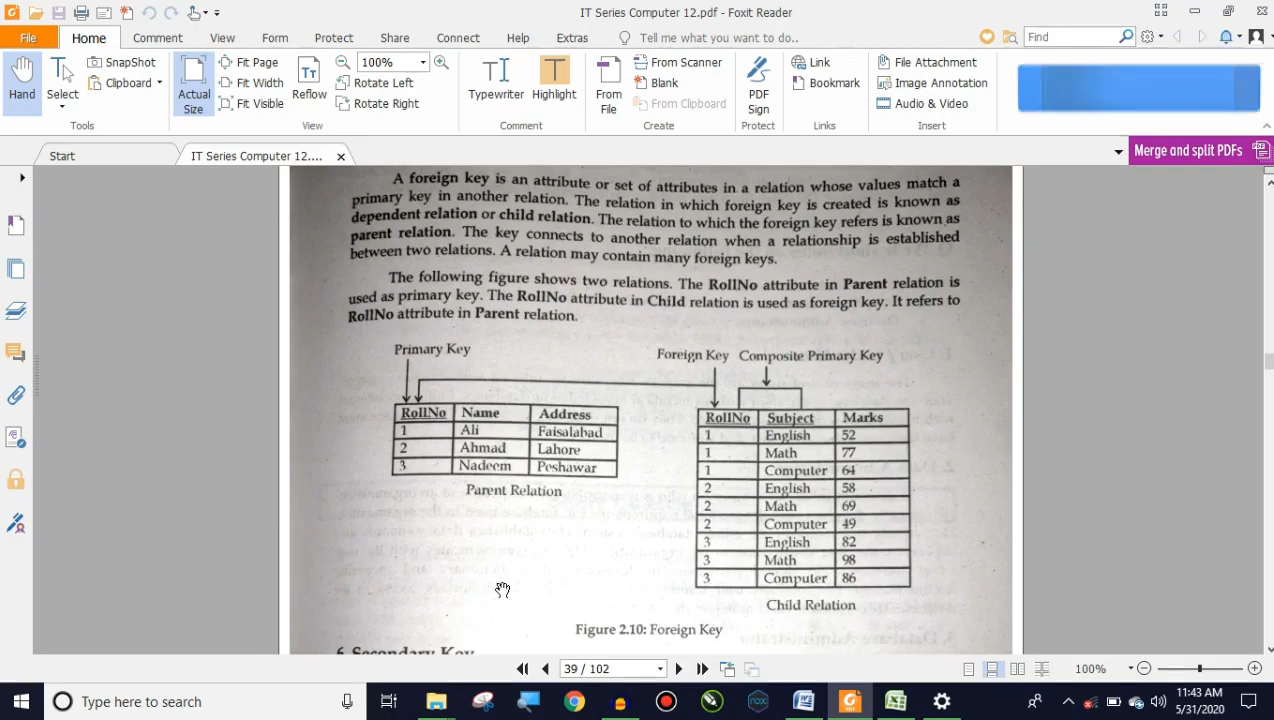 IT Series Computer 12.pdf - Foxit Reader
File Home Comment View Form Protect Share Connect Help Extras Tell me what you want to do.. Find
Hand
Select
SnapShot
Clipboard
Tools
Actual Size
Fit Page
Fit Width
Fit Visible
Reflow
100%
Rotate Left
Rotate Right
View
Typewriter
Highlight
Comment
From File
From Scanner
Blank
From Clipboard
Create
PDF Sign
Protect
Link
Bookmark
Links
File Attachment
Image Annotation
Audio & Video
Insert
Start IT Series Computer 12.... Merge and split PDFs
A foreign key is an attribute or set of attributes in a relation whose values match a
primary key in another relation. The relation in which foreign key is created is known as
dependent relation or child relation. The relation to which the foreign key refers is known as
parent relation. The key connects to another relation when a relationship is established
between two relations. A relation may contain many foreign keys.
The following figure shows two relations. The RollNo attribute in Parent relation is
used as primary key. The RollNo attribute in Child relation is used as foreign key. It refers to
RollNo attribute in Parent relation.
Primary Key
RollNo Name Address
1 Ali Faisalabad
2 Ahmad Lahore
3 Nadeem Peshawar
Parent Relation
Foreign Key Composite Primary Key
RollNo Subject Marks
1 English 52
1 Math 77
1 Computer 64
2 English 58
2 Math 69
2 Computer 49
3 English 82
3 Math 98
3 Computer 86
Child Relation
Figure 2.10: Foreign Key
6 Secondary Key
39 / 102 100%
Type here to search
11:43 AM
5/31/2020